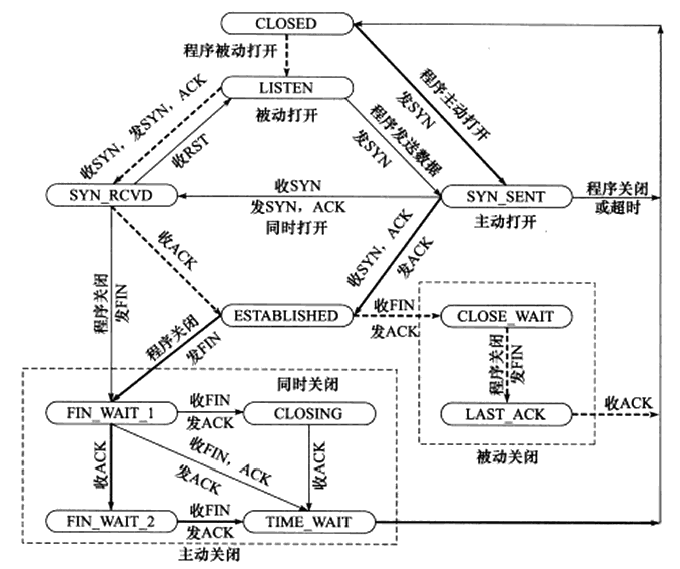 CLOSED
程序被动打开
LISTEN
被动打开
收SYN，发SYN，ACK
收RST
程序发送数据
发SYN
程序主动打开
发SYN
SYN_RCVD
收SYN
发SYN，ACK
同时打开
SYN_SENT
主动打开
程序关闭
或超时
收ACK
收SYN，ACK
发ACK
程序关闭
发FIN
ESTABLISHED
收FIN
发ACK
CLOSE_WAIT
程序关闭
发FIN
程序关闭
发FIN
同时关闭
FIN_WAIT_1
收FIN
发ACK
CLOSING
LAST_ACK
收ACK
被动关闭
收ACK
收FIN，ACK
发ACK
收ACK
FIN_WAIT_2
收FIN
发ACK
TIME_WAIT
主动关闭